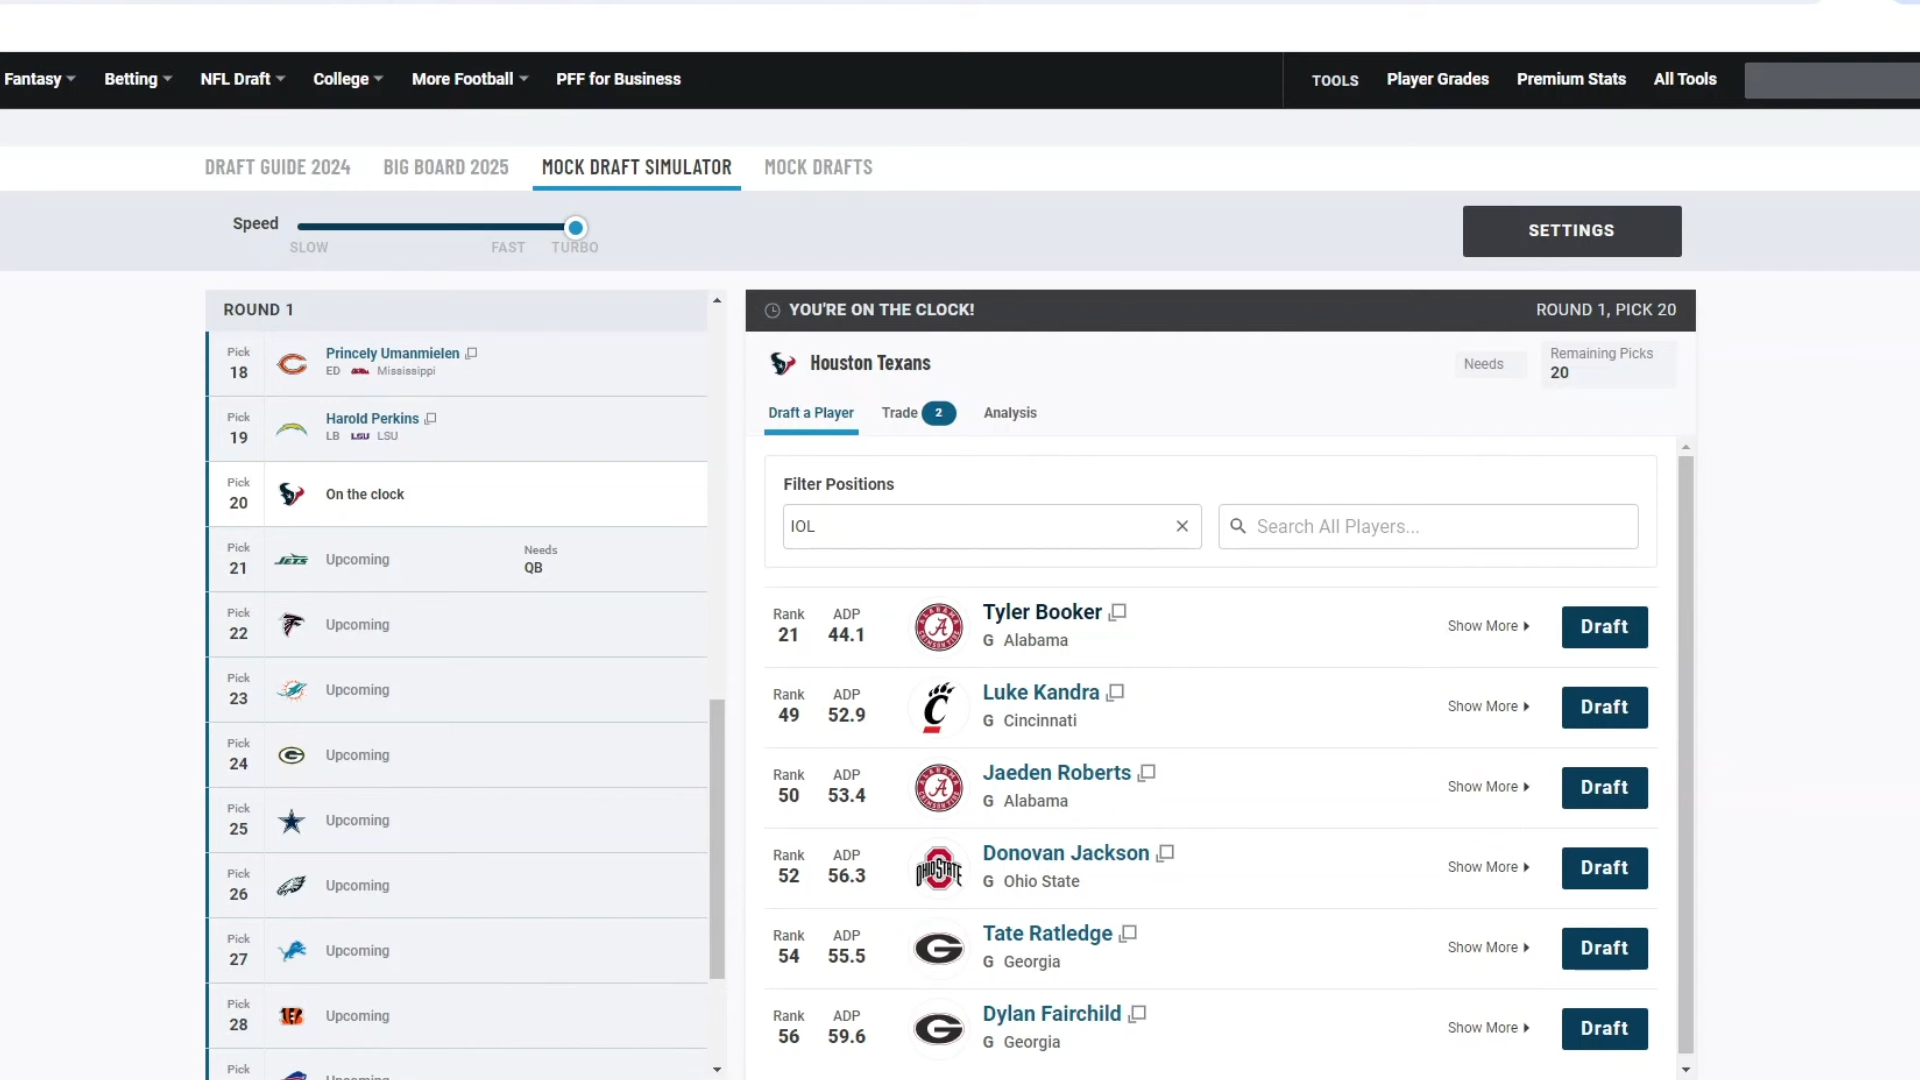 Fantasy
Betting
NFL Draft
College
More Football
PFF for Business
TOOLS
Player Grades
Premium Stats
All Tools
DRAFT GUIDE 2024
BIG BOARD 2025
MOCK DRAFT SIMULATOR
MOCK DRAFTS
Speed
SLOW
FAST
TURBO
SETTINGS
ROUND 1
Pick
18
Princely Umanmielen
ED Mississippi
Pick
19
Harold Perkins
LB LSU LSU
Pick
20
On the clock
Pick
21
JETS
Upcoming
Needs
QB
Pick
22
Upcoming
Pick
23
Upcoming
Pick
24
Upcoming
Pick
25
Upcoming
Pick
26
Upcoming
Pick
27
Upcoming
Pick
28
Upcoming
Pick
Upcoming
YOU'RE ON THE CLOCK!
ROUND 1, PICK 20
Houston Texans
Needs
Remaining Picks
20
Draft a Player
Trade 2
Analysis
Filter Positions
IOL
Search All Players...
Rank ADP
21 44.1
Tyler Booker
G Alabama
Show More
Draft
Rank ADP
49 52.9
Luke Kandra
G Cincinnati
Show More
Draft
Rank ADP
50 53.4
Jaeden Roberts
G Alabama
Show More
Draft
Rank ADP
52 56.3
OHIO STATE
Donovan Jackson
G Ohio State
Show More
Draft
Rank ADP
54 55.5
Tate Ratledge
G Georgia
Show More
Draft
Rank ADP
56 59.6
Dylan Fairchild
G Georgia
Show More
Draft